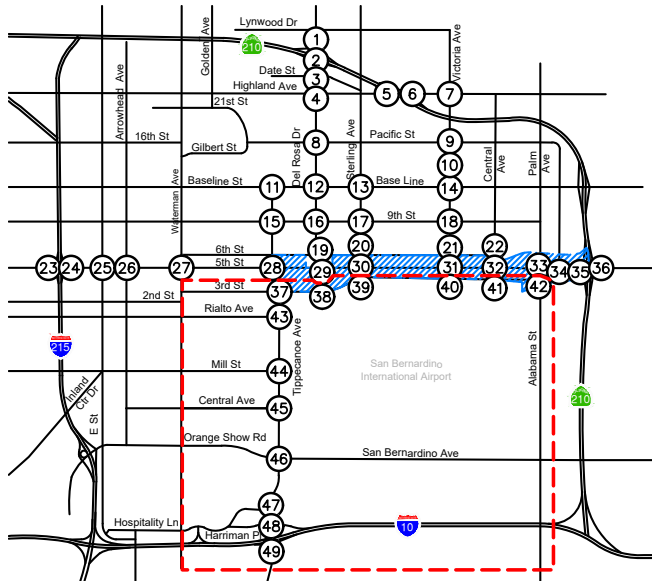 Lynwood Dr
1
Golden Ave
210
2
Date St
3
Victoria Ave
Arrowhead Ave
Highland Ave
4
5
6
7
21st St
16th St
8
Pacific St
9
Gilbert St
Del Rosa Dr
Sterling Ave
10
Central
Ave
Palm
Ave
Baseline St
11
12
13
Base Line
14
Waterman Ave
15
16
17
18
9th St
6th St
19
20
21
22
23
24
25
26
27
5th St
28
29
30
31
32
33
34
35
36
3rd St
37
38
39
40
41
42
2nd St
Rialto Ave
43
Tippecanoe Ave
215
Mill St
44
San Bernardino
International Airport
Alabama St
Inland
Ctr Dr
E St
Central Ave
45
210
Orange Show Rd
46
San Bernardino Ave
47
Hospitality Ln
48
10
Harriman P
49